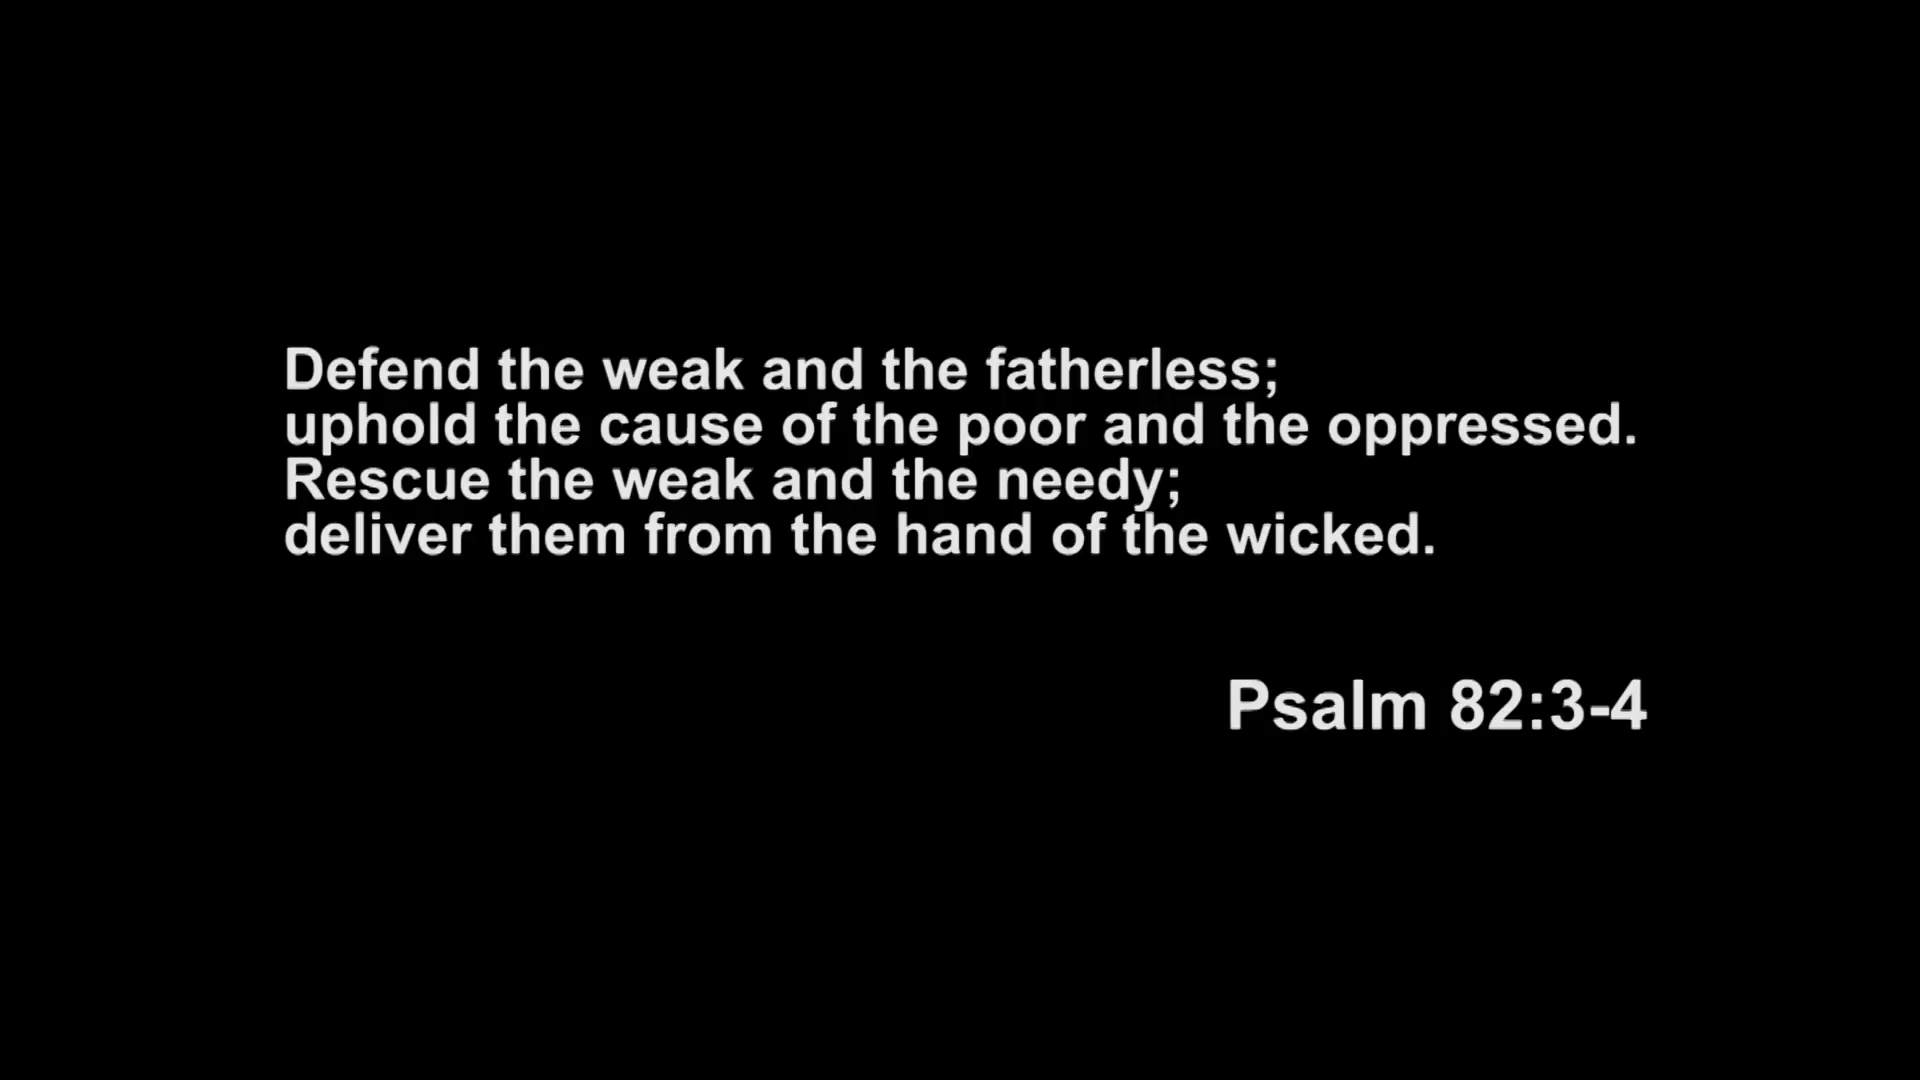 Defend the weak and the fatherless;
uphold the cause of the poor and the oppressed.
Rescue the weak and the needy;
deliver them from the hand of the wicked.
Psalm 82:3-4